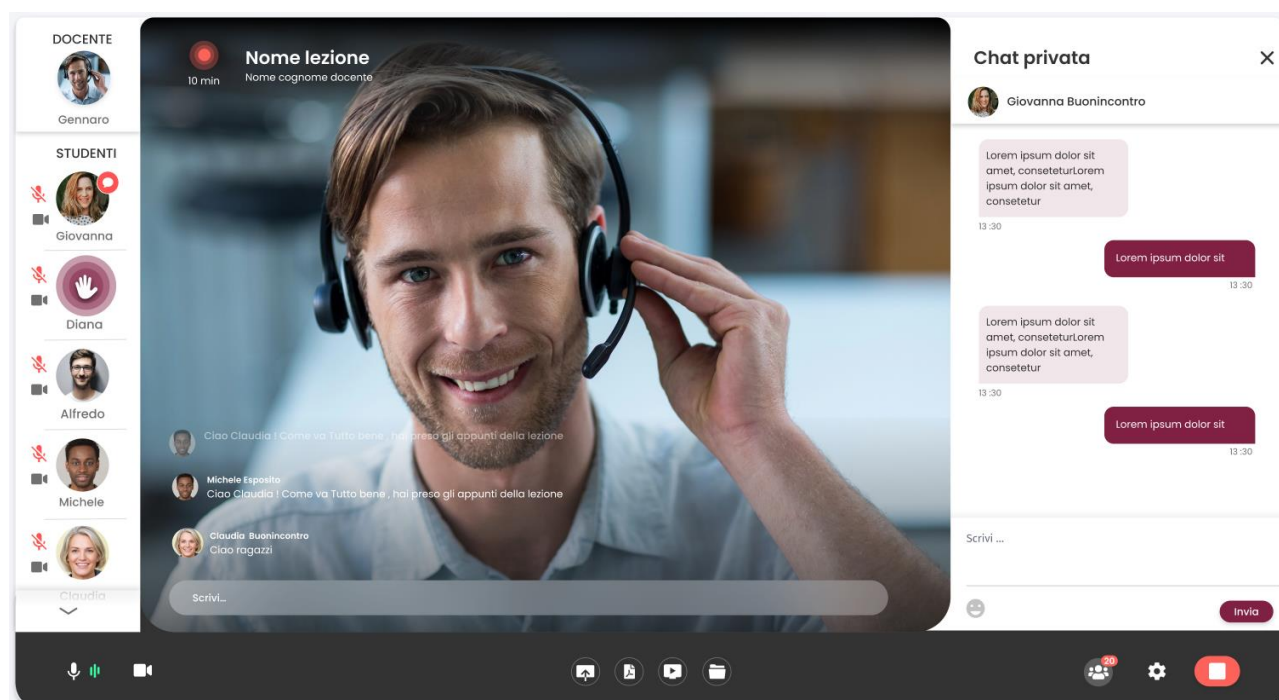 DOCENTE
Gennaro
STUDENTI
Giovanna
Diana
Alfredo
Michele
Claudia
10 min
Nome lezione
Nome cognome docente
Ciao Claudia ! Come va Tutto bene , hai preso gli appunti della lezione
Michele Esposito
Ciao Claudia ! Come va Tutto bene , hai preso gli appunti della lezione
Claudia Buonincontro
Ciao ragazzi
Scrivi...
Chat privata
Giovanna Buonincontro
Lorem ipsum dolor sit
amet, conseteturLorem
ipsum dolor sit amet,
consetetur
13 :30
Lorem ipsum dolor sit
13 :30
Lorem ipsum dolor sit
amet, conseteturLorem
ipsum dolor sit amet,
consetetur
13 :30
Lorem ipsum dolor sit
13 :30
Scrivi ...
Invia
20